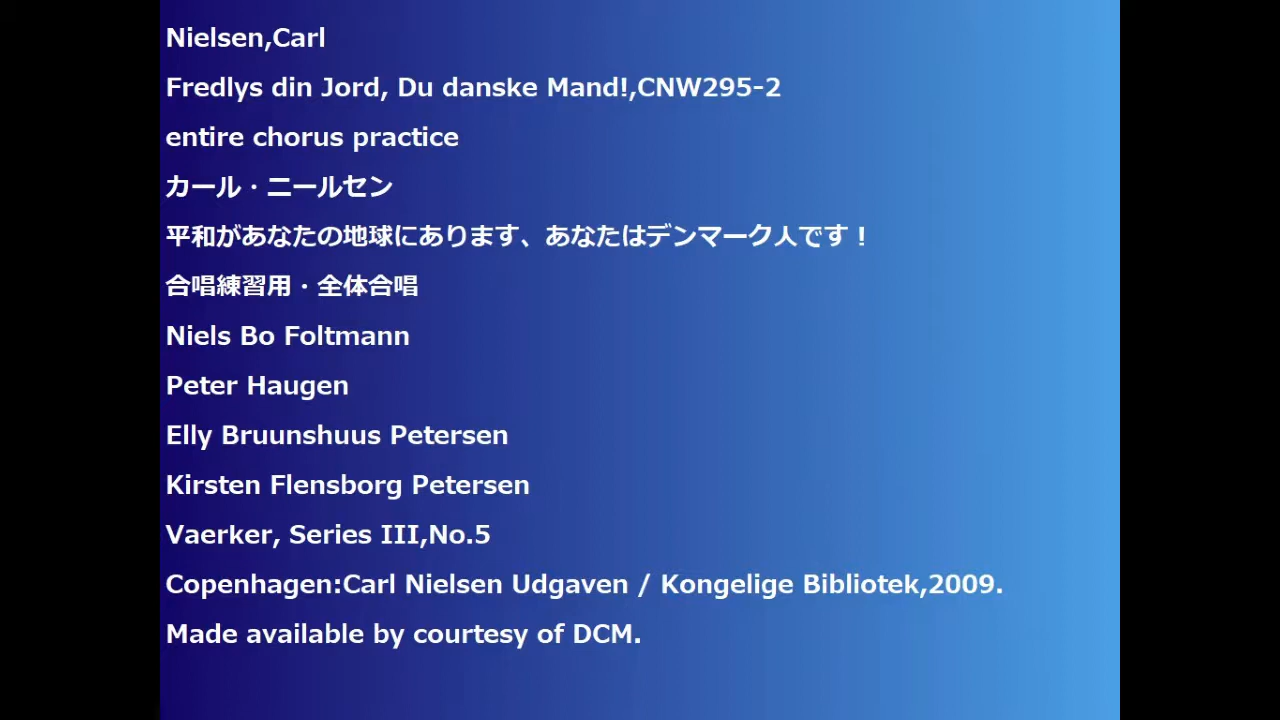 Nielsen,Carl
Fredlys din Jord, Du danske Mand!,CNW295-2
entire chorus practice
カール・ニールセン
平和があなたの地球にあります、あなたはデンマーク人です！
合唱練習用・全体合唱
Niels Bo Foltmann
Peter Haugen
Elly Bruunshuus Petersen
Kirsten Flensborg Petersen
Vaerker, Series III,No.5
Copenhagen:Carl Nielsen Udgaven / Kongelige Bibliotek,2009.
Made available by courtesy of DCM.